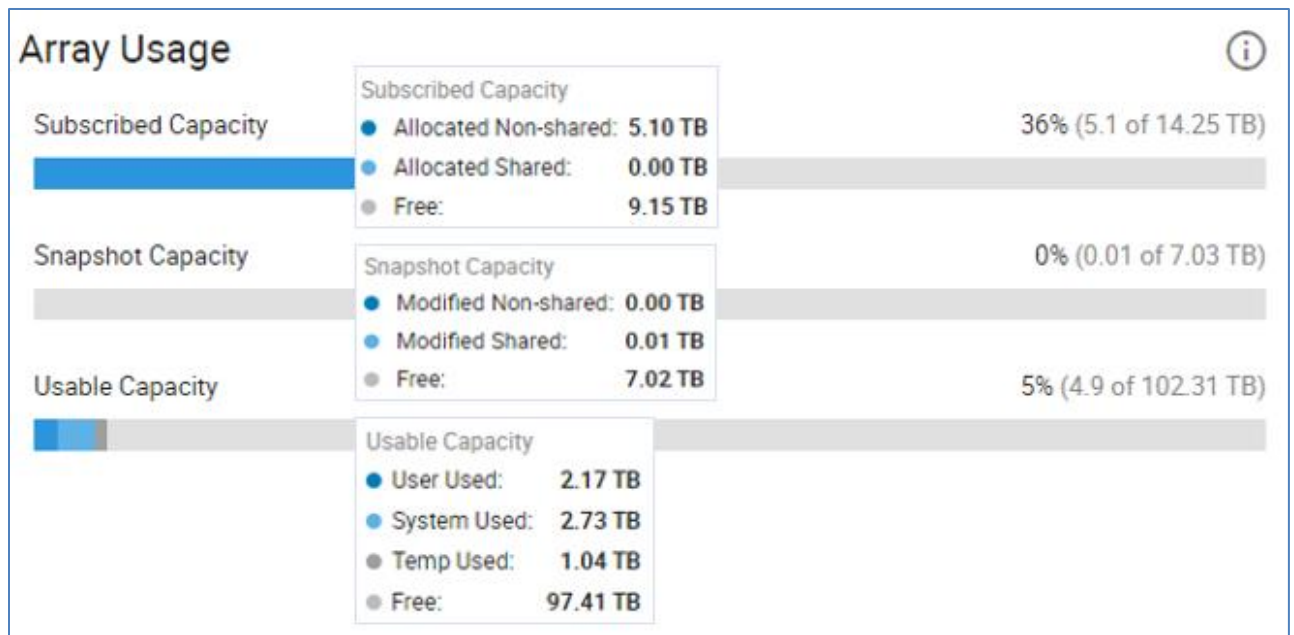 Array Usage
Subscribed Capacity
36% (5.1 of 14.25 TB)
Subscribed Capacity
Allocated Non-shared: 5.10 TB
Allocated Shared: 0.00 TB
Free: 9.15 TB
Snapshot Capacity
0% (0.01 of 7.03 TB)
Snapshot Capacity
Modified Non-shared: 0.00 TB
Modified Shared: 0.01 TB
Free: 7.02 TB
Usable Capacity
5% (4.9 of 102.31 TB)
Usable Capacity
User Used: 2.17 TB
System Used: 2.73 TB
Temp Used: 1.04 TB
Free: 97.41 TB